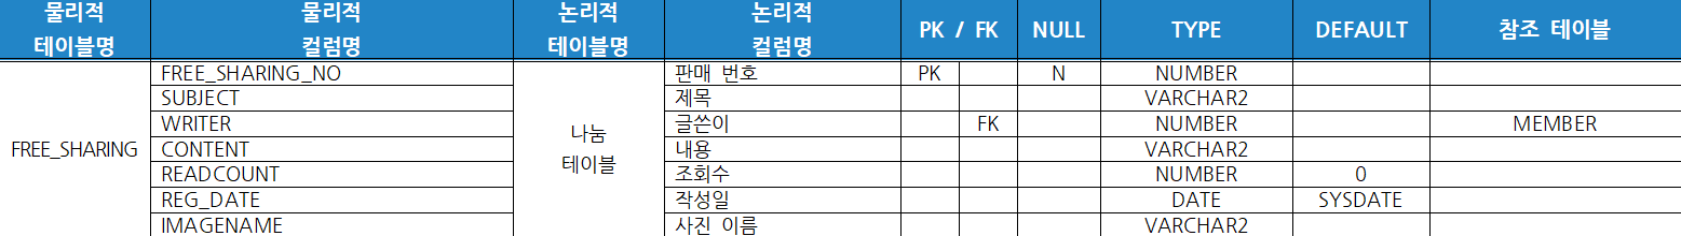 물리적 테이블명 물리적 컬럼명 논리적 테이블명 논리적 컬럼명 PK / FK NULL TYPE DEFAULT 참조 테이블
FREE_SHARING 나눔 테이블
FREE_SHARING_NO 판매 번호 PK N NUMBER
SUBJECT 제목 VARCHAR2
WRITER 글쓴이 FK NUMBER MEMBER
CONTENT 내용 VARCHAR2
READCOUNT 조회수 NUMBER 0
REG_DATE 작성일 DATE SYSDATE
IMAGENAME 사진 이름 VARCHAR2